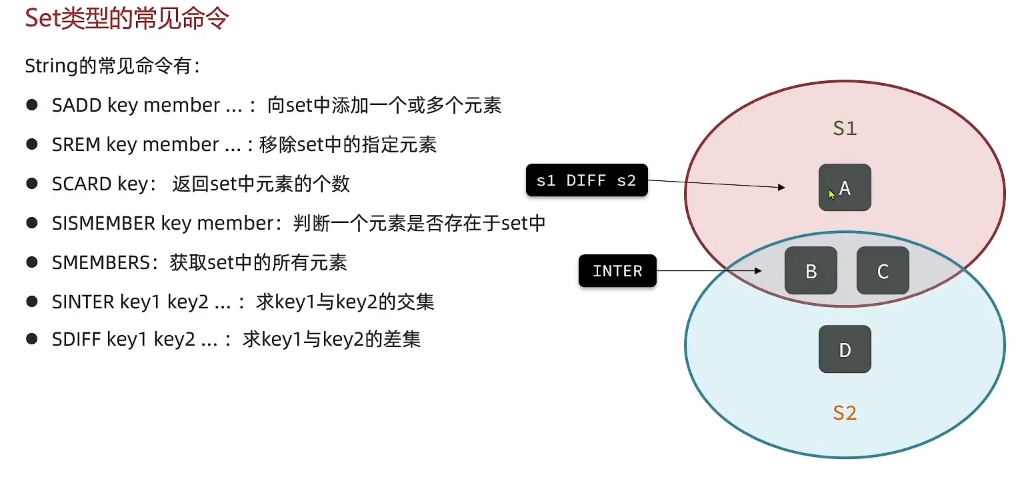 Set类型的常见命令
String的常见命令有：
● SADD key member ... ：向set中添加一个或多个元素
● SREM key member ... : 移除set中的指定元素
● SCARD key： 返回set中元素的个数
● SISMEMBER key member：判断一个元素是否存在于set中
● SMEMBERS：获取set中的所有元素
● SINTER key1 key2 ... ：求key1与key2的交集
● SDIFF key1 key2 ... ：求key1与key2的差集
S1
s1 DIFF s2
A
INTER
B C
D
S2